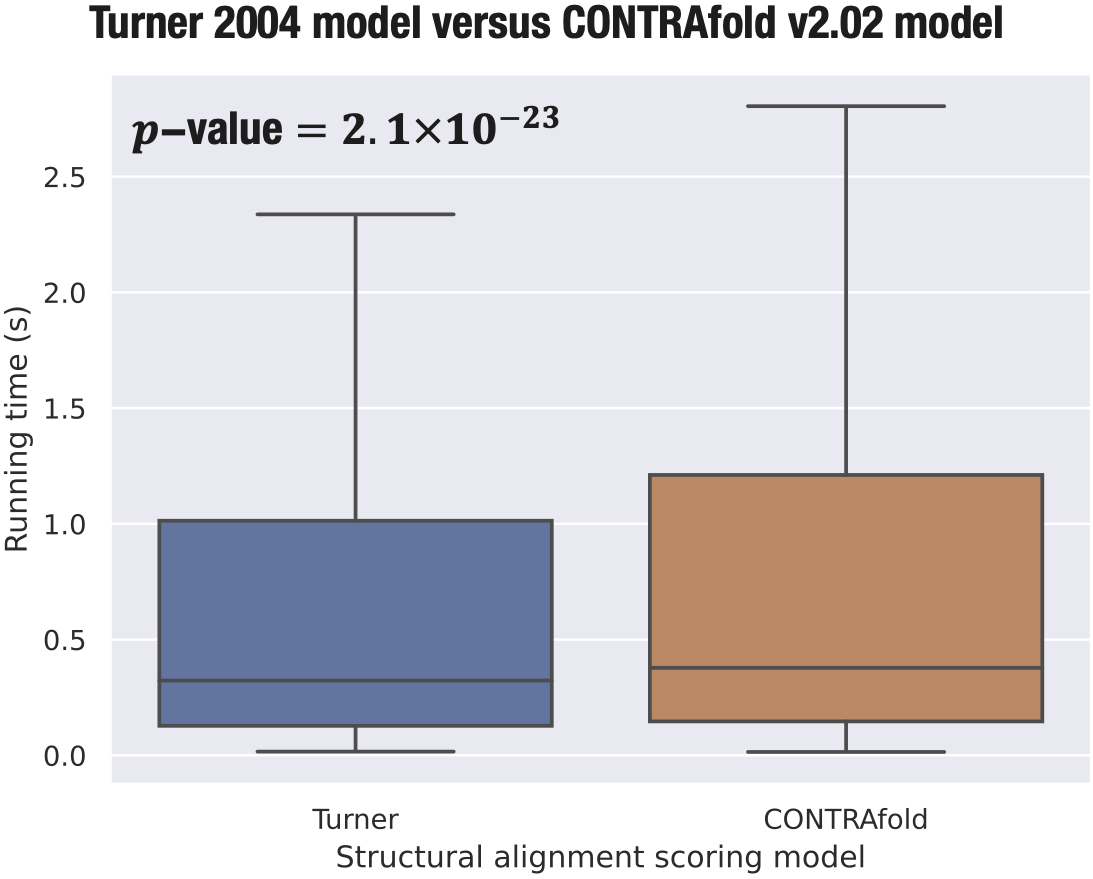 Turner 2004 model versus CONTRAfold v2.02 model
p–value = 2.1×10⁻²³
2.5
2.0
1.5
1.0
0.5
0.0
Running time (s)
Turner
CONTRAfold
Structural alignment scoring model